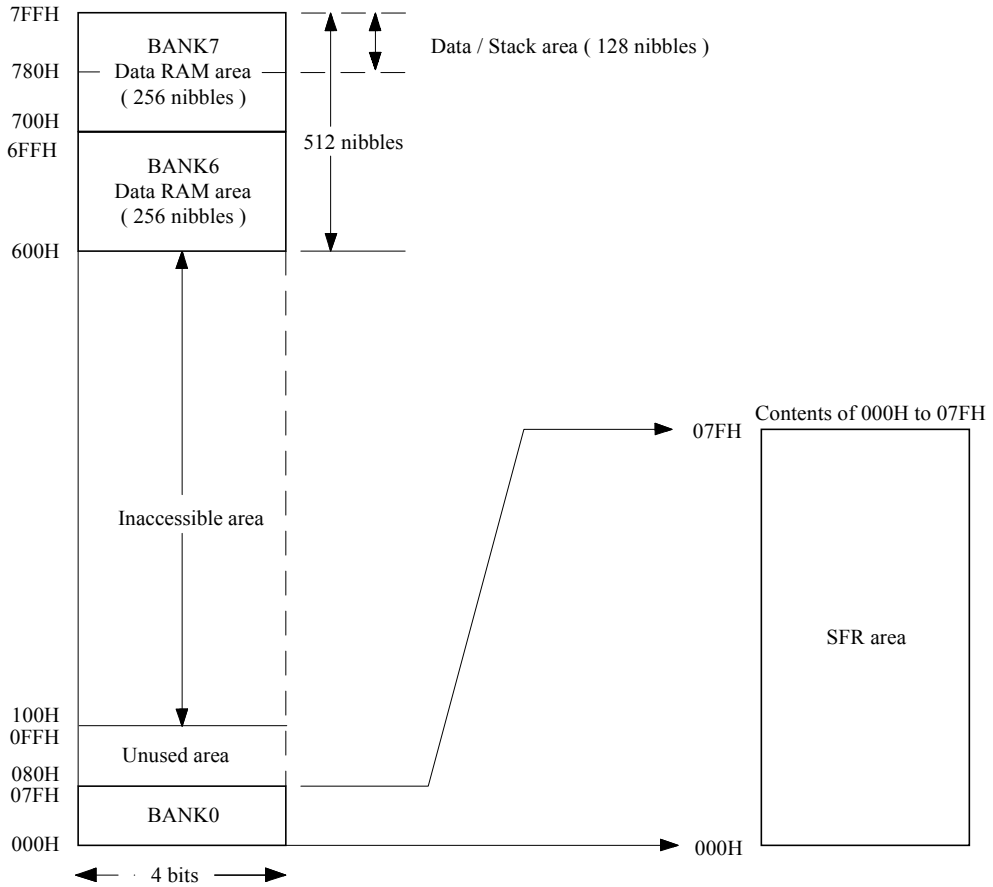 7FFH
BANK7
Data / Stack area ( 128 nibbles )
780H
Data RAM area
( 256 nibbles )
700H
512 nibbles
6FFH
BANK6
Data RAM area
( 256 nibbles )
600H
Contents of 000H to 07FH
07FH
Inaccessible area
SFR area
100H
0FFH
Unused area
080H
07FH
BANK0
000H
000H
4 bits